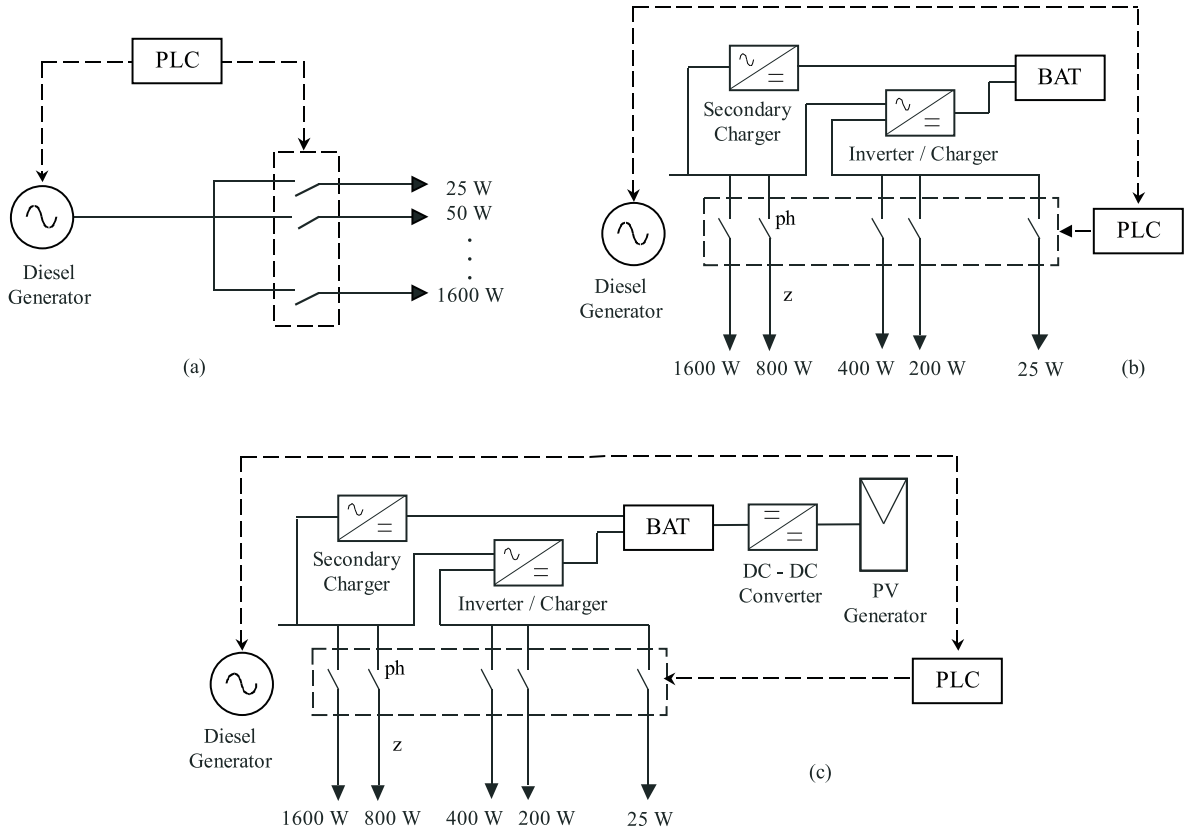 PLC
Diesel
Generator
25 W
50 W
.
.
.
1600 W
(a)
Secondary
Charger
BAT
Inverter / Charger
Diesel
Generator
ph
z
PLC
1600 W
800 W
400 W
200 W
25 W
(b)
Secondary
Charger
BAT
Inverter / Charger
DC - DC
Converter
PV
Generator
Diesel
Generator
ph
z
PLC
1600 W
800 W
400 W
200 W
25 W
(c)